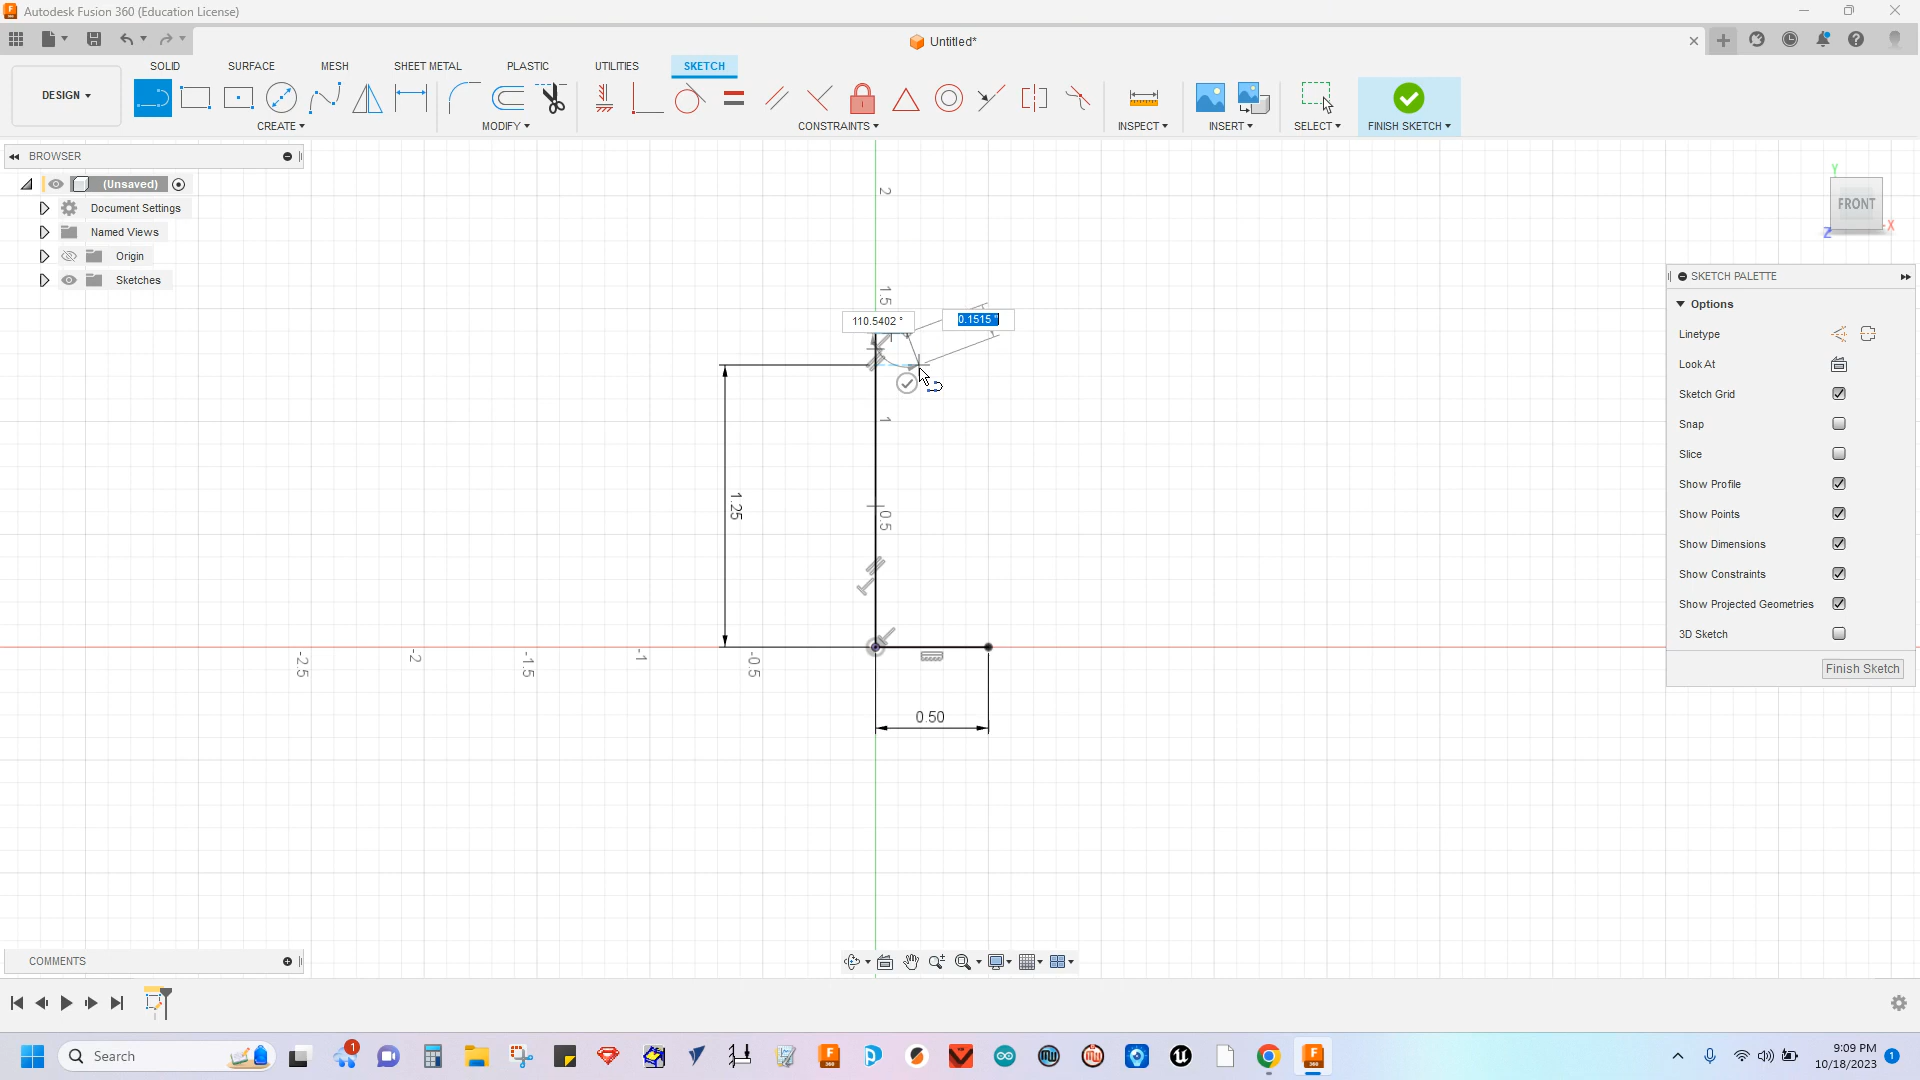 Autodesk Fusion 360 (Education License)
Untitled*
DESIGN
SOLID
SURFACE
MESH
SHEET METAL
PLASTIC
UTILITIES
SKETCH
CREATE
MODIFY
CONSTRAINTS
INSPECT
INSERT
SELECT
FINISH SKETCH
BROWSER
(Unsaved)
Document Settings
Named Views
Origin
Sketches
2
1.5
110.5402 °
0.1515 "
1
0.5
1.25
-2.5
-2
-1.5
-1
-0.5
0.50
FRONT
Y
X
Z
SKETCH PALETTE
Options
Linetype
Look At
Sketch Grid
Snap
Slice
Show Profile
Show Points
Show Dimensions
Show Constraints
Show Projected Geometries
3D Sketch
Finish Sketch
COMMENTS
Search
1
9:09 PM
10/18/2023
1